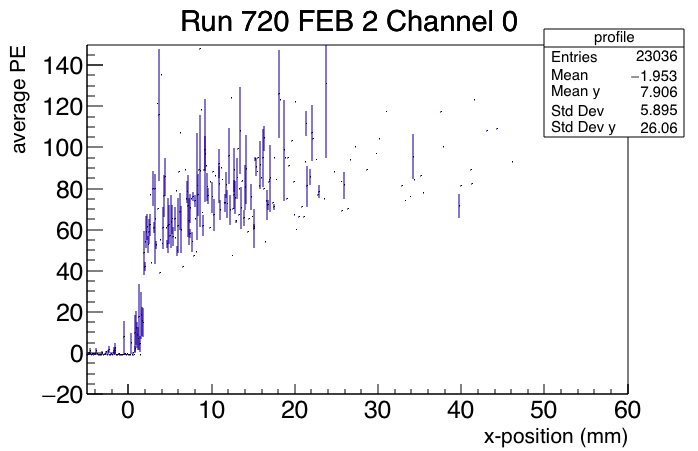 Run 720 FEB 2 Channel 0
average PE
profile
Entries 23036
Mean −1.953
Mean y 7.906
Std Dev 5.895
Std Dev y 26.06
140
120
100
80
60
40
20
0
−20
0 10 20 30 40 50 60
x-position (mm)